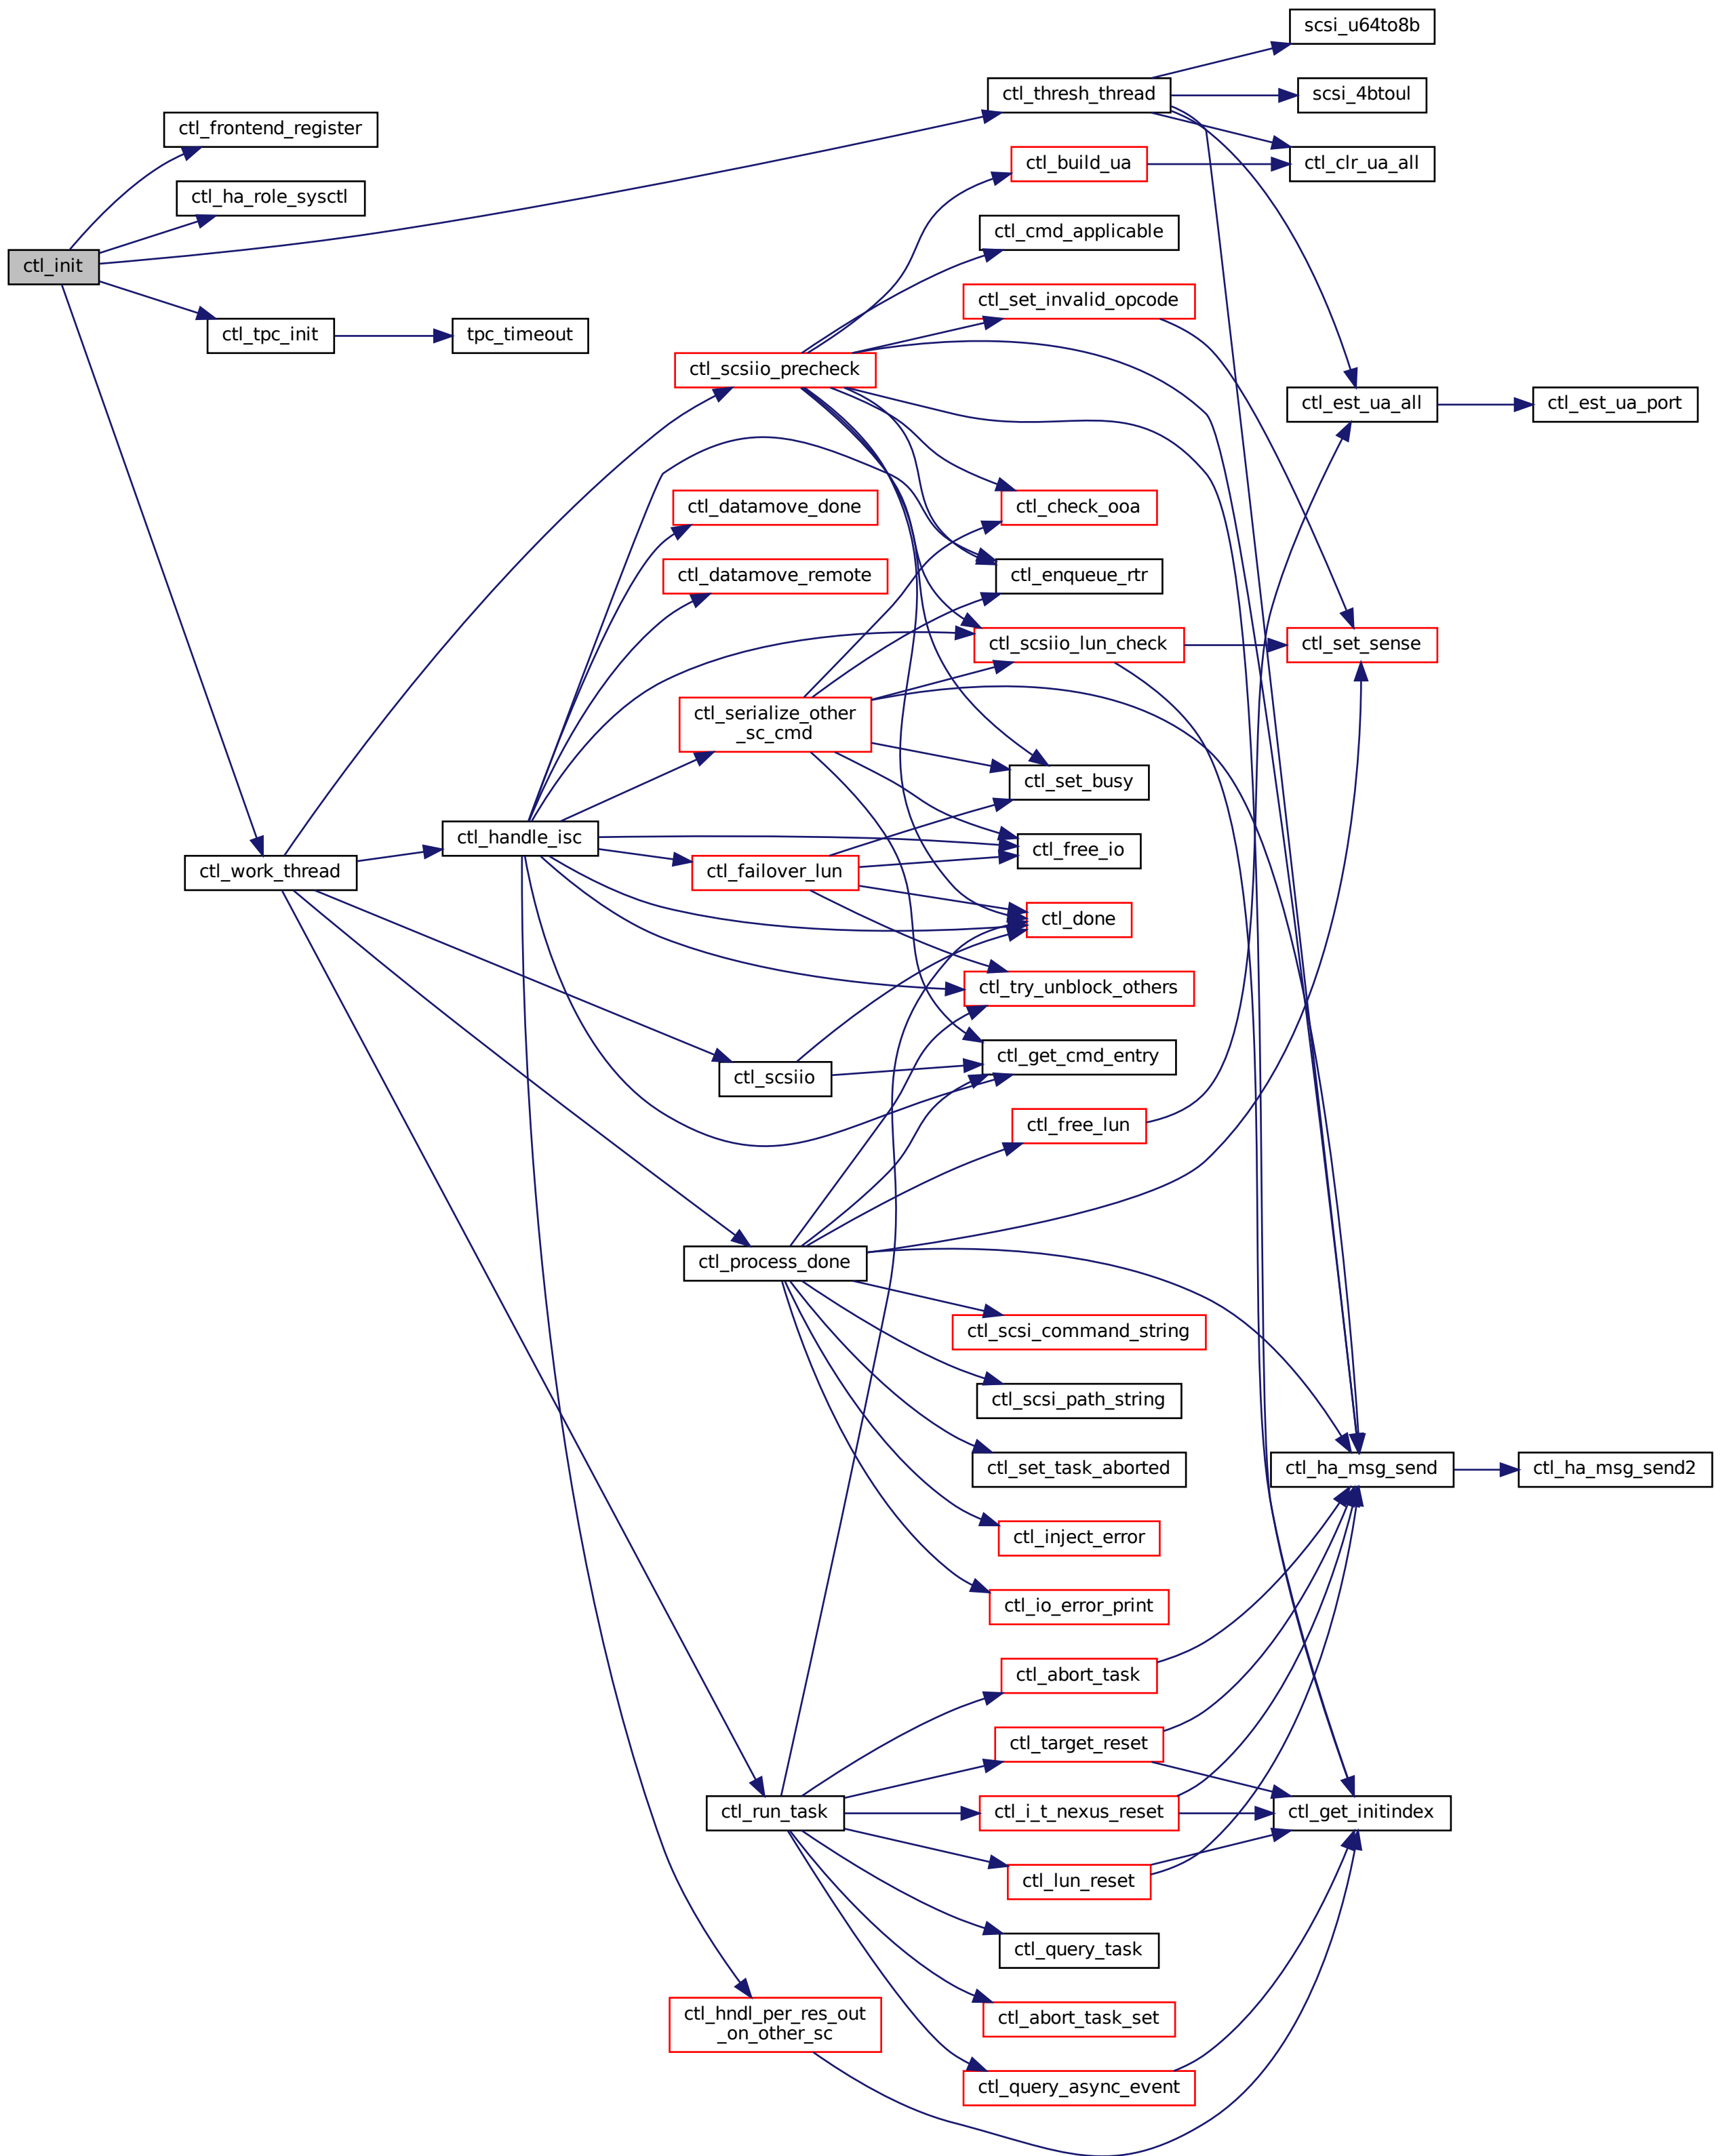 scsi_u64to8b
ctl_thresh_thread
scsi_4btoul
ctl_frontend_register
ctl_build_ua
ctl_clr_ua_all
ctl_ha_role_sysctl
ctl_cmd_applicable
ctl_init
ctl_set_invalid_opcode
ctl_tpc_init
tpc_timeout
ctl_scsiio_precheck
ctl_est_ua_all
ctl_est_ua_port
ctl_datamove_done
ctl_check_ooa
ctl_datamove_remote
ctl_enqueue_rtr
ctl_scsiio_lun_check
ctl_set_sense
ctl_serialize_other
_sc_cmd
ctl_set_busy
ctl_handle_isc
ctl_free_io
ctl_work_thread
ctl_failover_lun
ctl_done
ctl_try_unblock_others
ctl_scsiio
ctl_get_cmd_entry
ctl_free_lun
ctl_process_done
ctl_scsi_command_string
ctl_scsi_path_string
ctl_set_task_aborted
ctl_ha_msg_send
ctl_ha_msg_send2
ctl_inject_error
ctl_io_error_print
ctl_abort_task
ctl_target_reset
ctl_run_task
ctl_i_t_nexus_reset
ctl_get_initindex
ctl_lun_reset
ctl_query_task
ctl_hndl_per_res_out
_on_other_sc
ctl_abort_task_set
ctl_query_async_event